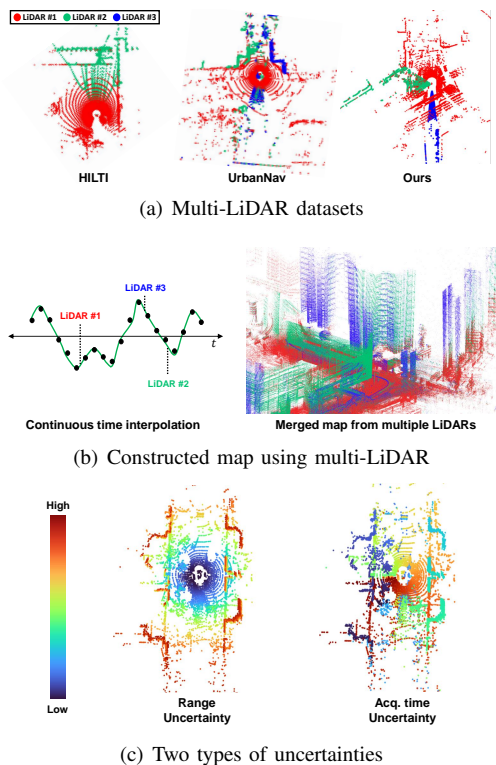 LiDAR #1 LiDAR #2 LiDAR #3
HILTI UrbanNav Ours
(a) Multi-LiDAR datasets
LiDAR #3
LiDAR #1
t
LiDAR #2
Continuous time interpolation Merged map from multiple LiDARs
(b) Constructed map using multi-LiDAR
High
Low
Range Acq. time
Uncertainty Uncertainty
(c) Two types of uncertainties